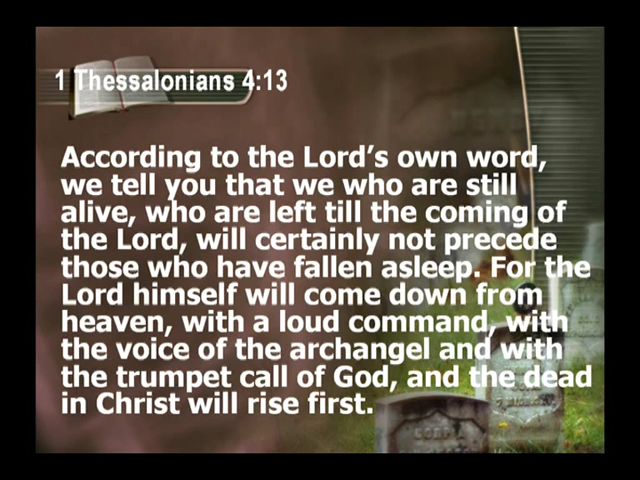 1 Thessalonians 4:13
According to the Lord's own word,
we tell you that we who are still
alive, who are left till the coming of
the Lord, will certainly not precede
those who have fallen asleep. For the
Lord himself will come down from
heaven, with a loud command, with
the voice of the archangel and with
the trumpet call of God, and the dead
in Christ will rise first.